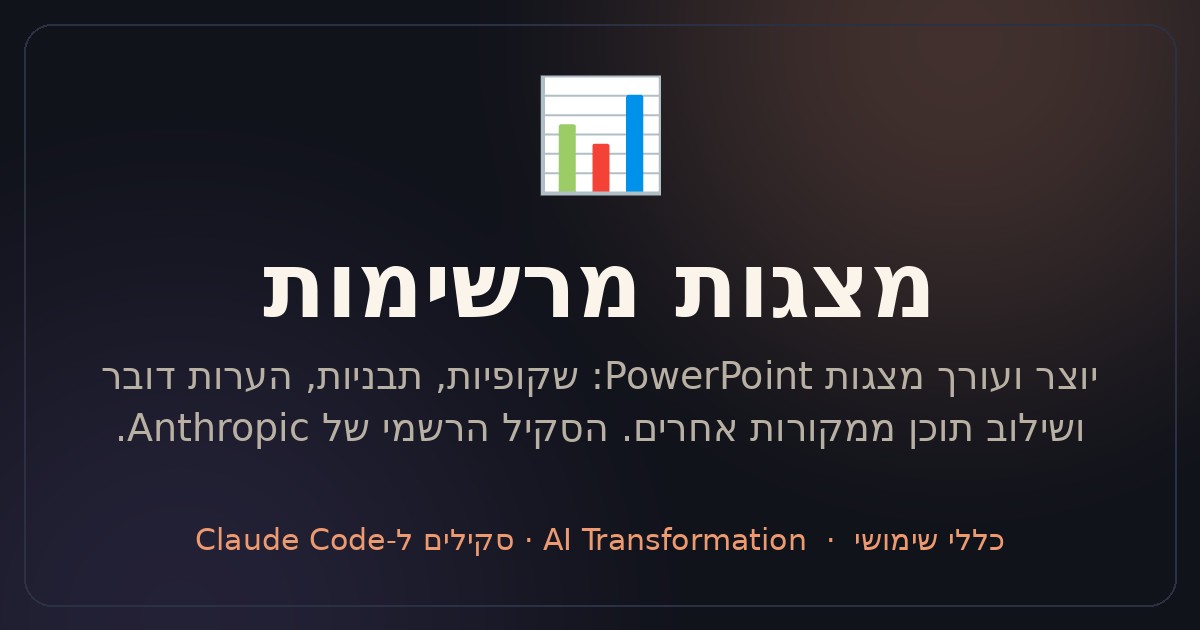 מצגות מרשימות
יוצר ועורך מצגות PowerPoint: שקופיות, תבניות, הערות דובר
ושילוב תוכן ממקורות אחרים. הסקיל הרשמי של Anthropic.
כללי שימושי · AI Transformation · סקילים ל-Claude Code